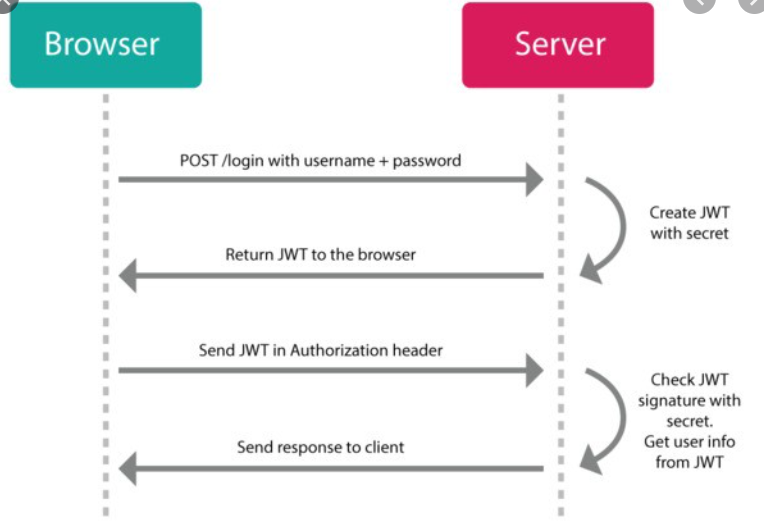 Browser
Server
POST /login with username + password
Create JWT
with secret
Return JWT to the browser
Send JWT in Authorization header
Check JWT
signature with
secret.
Get user info
from JWT
Send response to client